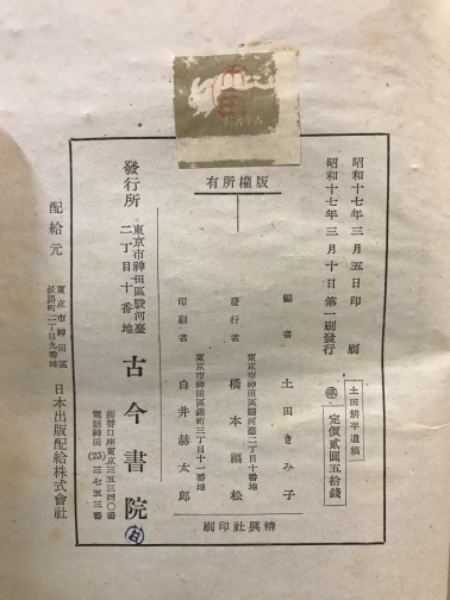 昭和十七年三月五日印刷
昭和十七年三月十日第一刷發行
土田耕平遺稿
定價貳圓五拾錢
版權所有
編者 土田きみ子
東京市神田區駿河臺二丁目十番地
發行者 橋本福松
東京市神田區錦町三丁目十一番地
印刷者 白井赫太郎
精興社印刷
發行所
東京市神田區駿河臺
二丁目十番地
古今書院
振替口座東京三五三四〇番
電話神田(25)三七五三番
配給元
東京市神田區
淡路町二丁目九番地
日本出版配給株式會社